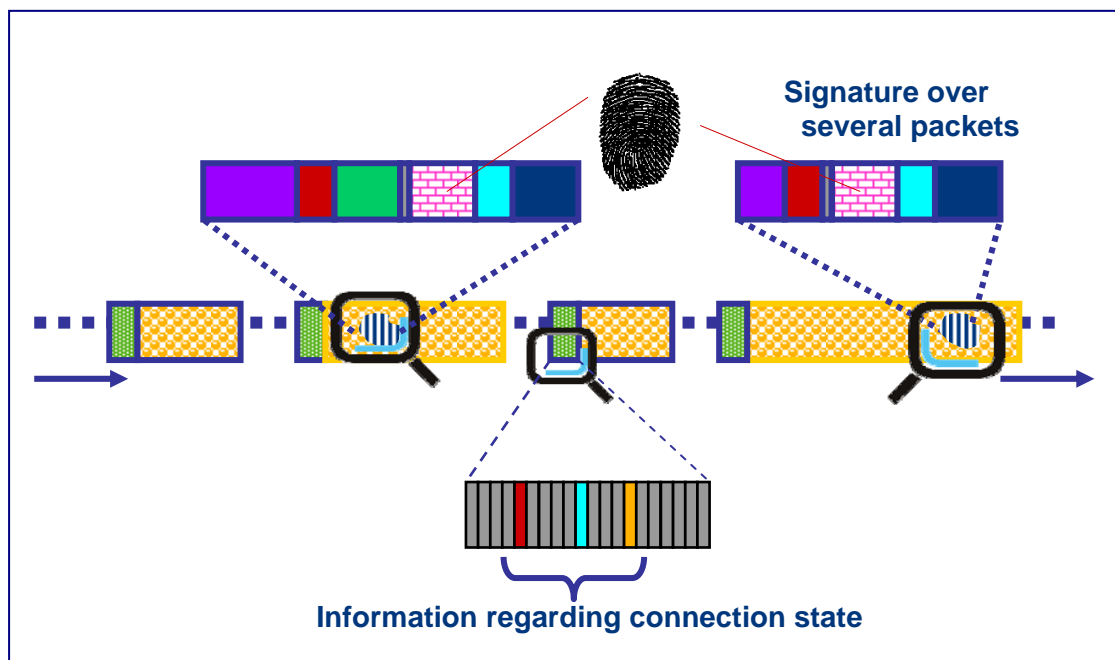 Signature over
several packets
Information regarding connection state